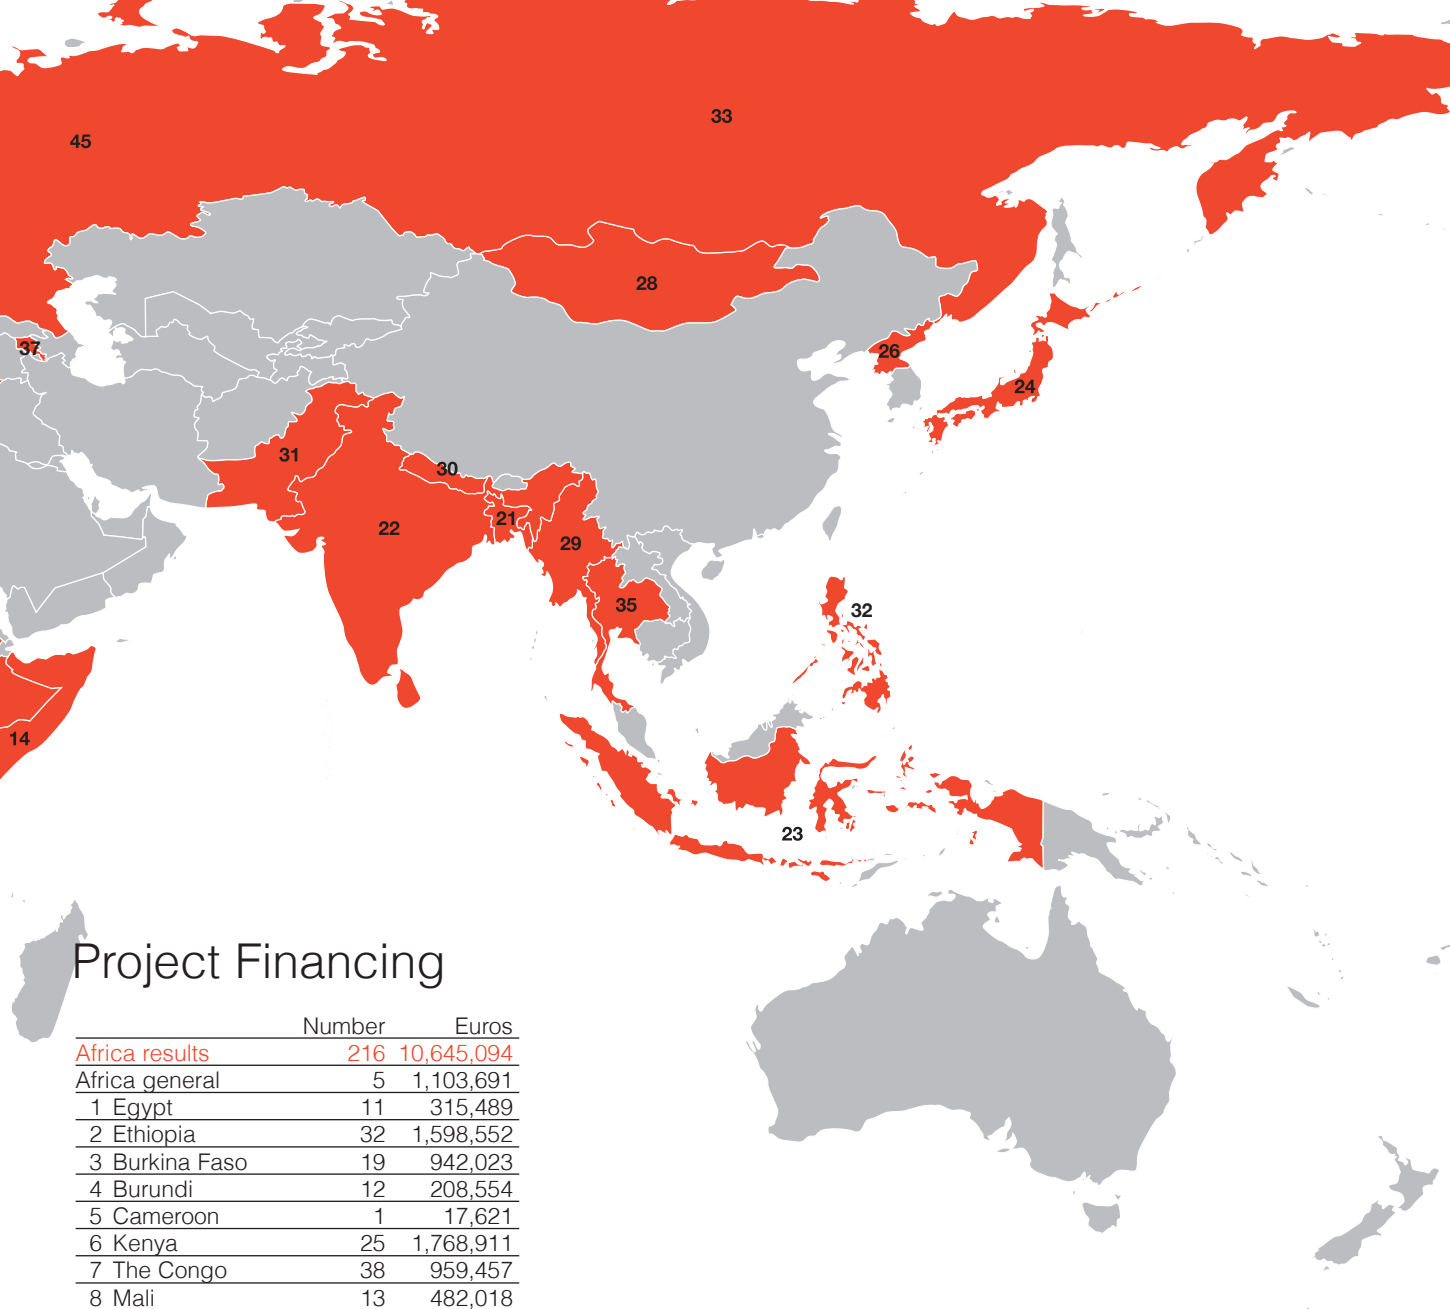 33
45
28
37
26
24
31
30
22
21
29
35
32
14
23
Project Financing
Number Euros
Africa results 216 10,645,094
Africa general 5 1,103,691
1 Egypt 11 315,489
2 Ethiopia 32 1,598,552
3 Burkina Faso 19 942,023
4 Burundi 12 208,554
5 Cameroon 1 17,621
6 Kenya 25 1,768,911
7 The Congo 38 959,457
8 Mali 13 482,018